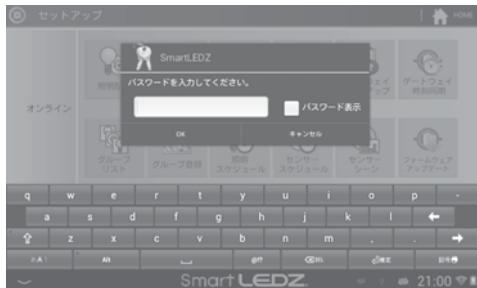 セットアップ
HOME
SmartLEDZ
パスワードを入力してください。
パスワード表示
OK
キャンセル
オンライン
ゲートウェイ
時刻同期
グループ
リスト
グループ登録
照明
スケジュール
センサー
スケジュール
センサー
シーン
ファームウェア
アップデート
q w e r t y u i o p -
a s d f g h j k l
z x c v b n m , .
Alt
@!?
記号
Smart LEDZ.
21:00